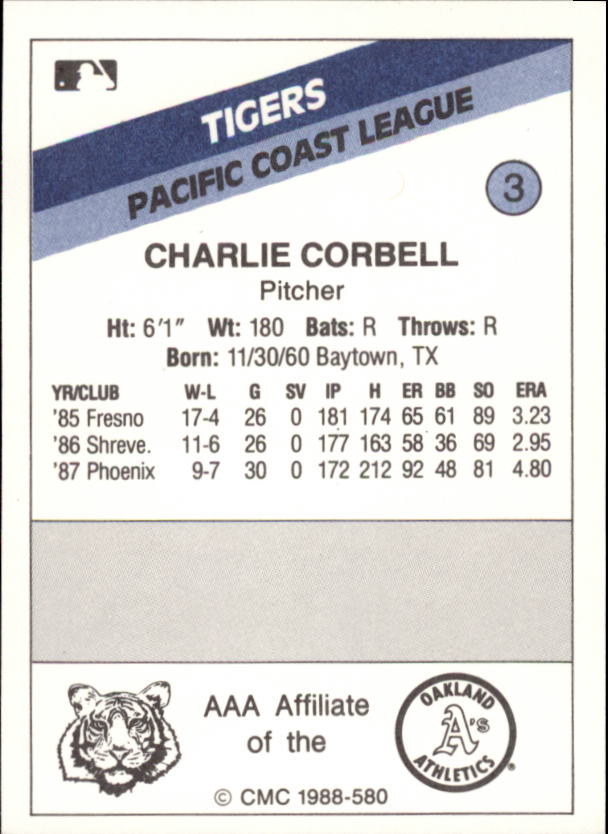 TIGERS
PACIFIC COAST LEAGUE
3
CHARLIE CORBELL
Pitcher
Ht: 6'1" Wt: 180 Bats: R Throws: R
Born: 11/30/60 Baytown, TX
YR/CLUB W-L G SV IP H ER BB SO ERA
'85 Fresno 17-4 26 0 181 174 65 61 89 3.23
'86 Shreve. 11-6 26 0 177 163 58 36 69 2.95
'87 Phoenix 9-7 30 0 172 212 92 48 81 4.80
AAA Affiliate
of the
OAKLAND
A's
ATHLETICS®
© CMC 1988-580